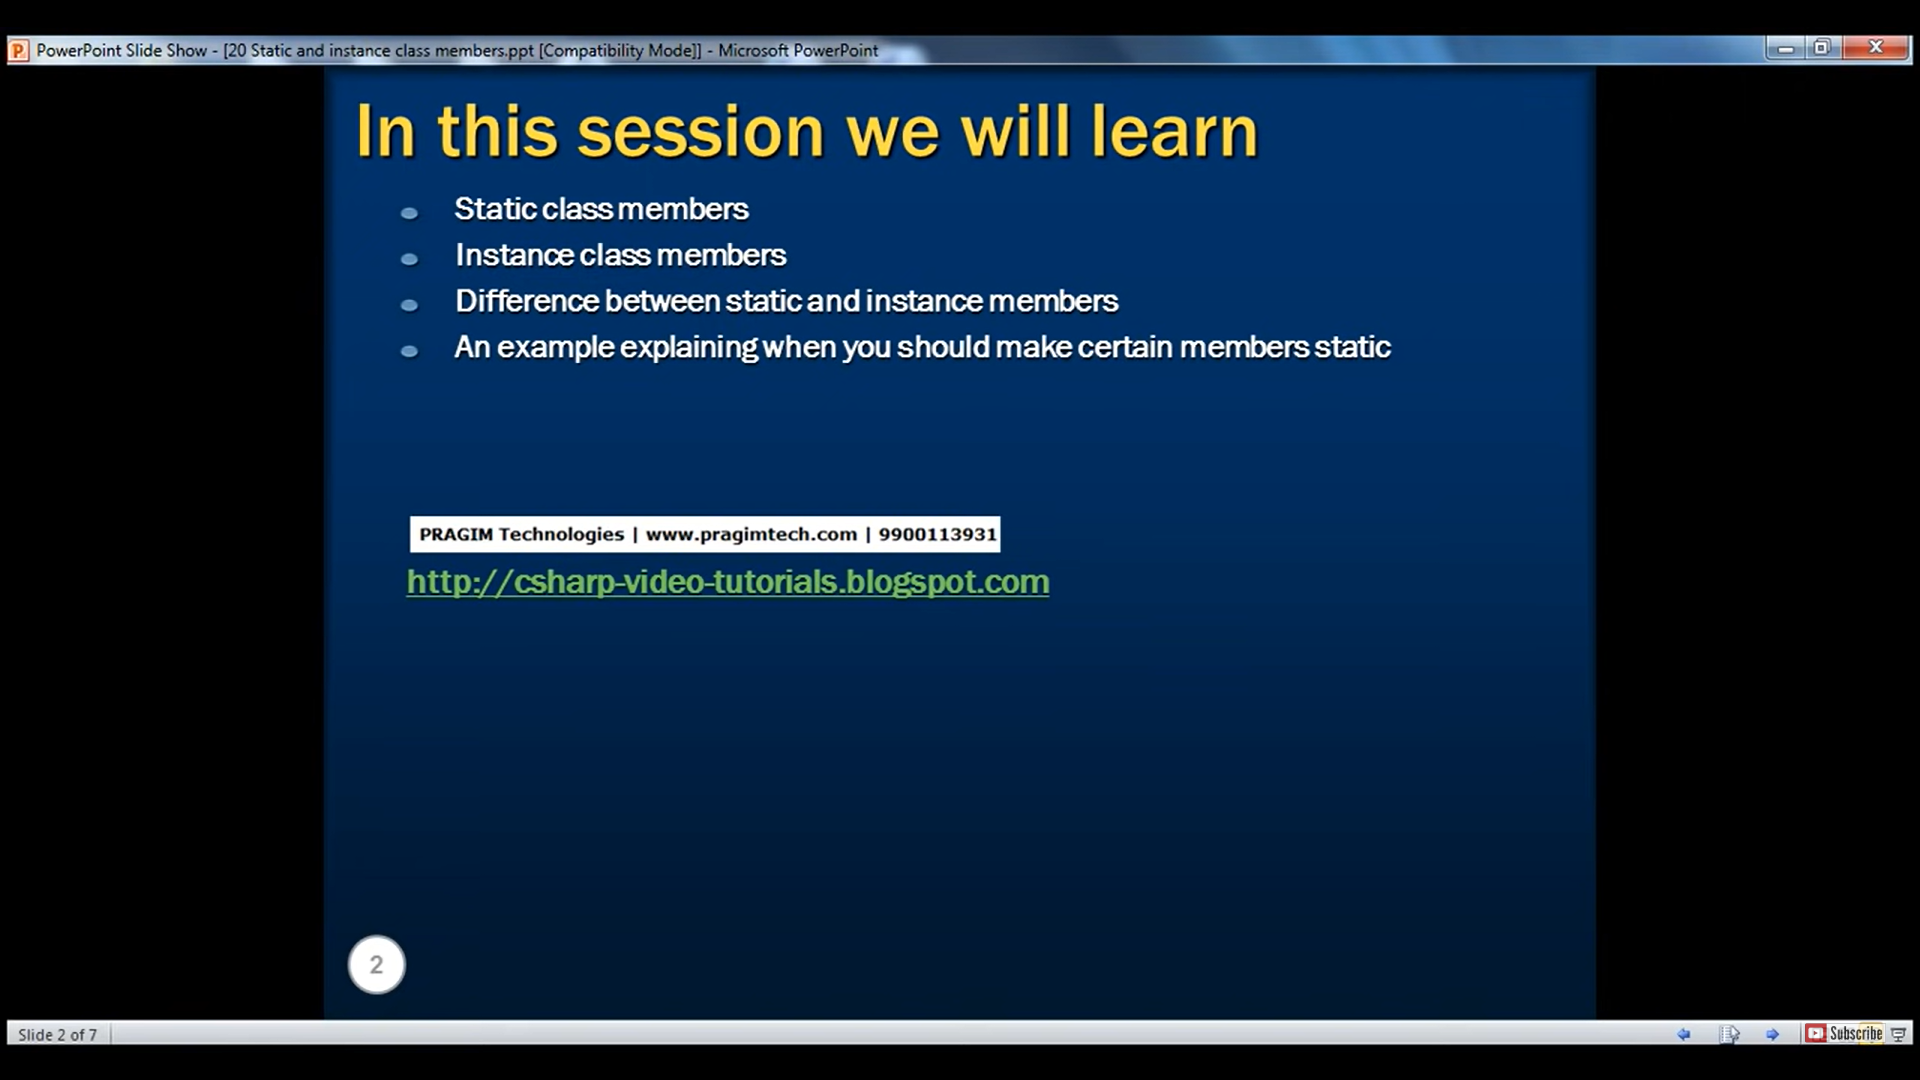 PowerPoint Slide Show - [20 Static and instance class members.ppt [Compatibility Mode]] - Microsoft PowerPoint
In this session we will learn
Static class members
Instance class members
Difference between static and instance members
An example explaining when you should make certain members static
PRAGIM Technologies | www.pragimtech.com | 9900113931
http://csharp-video-tutorials.blogspot.com
2
Slide 2 of 7
Subscribe